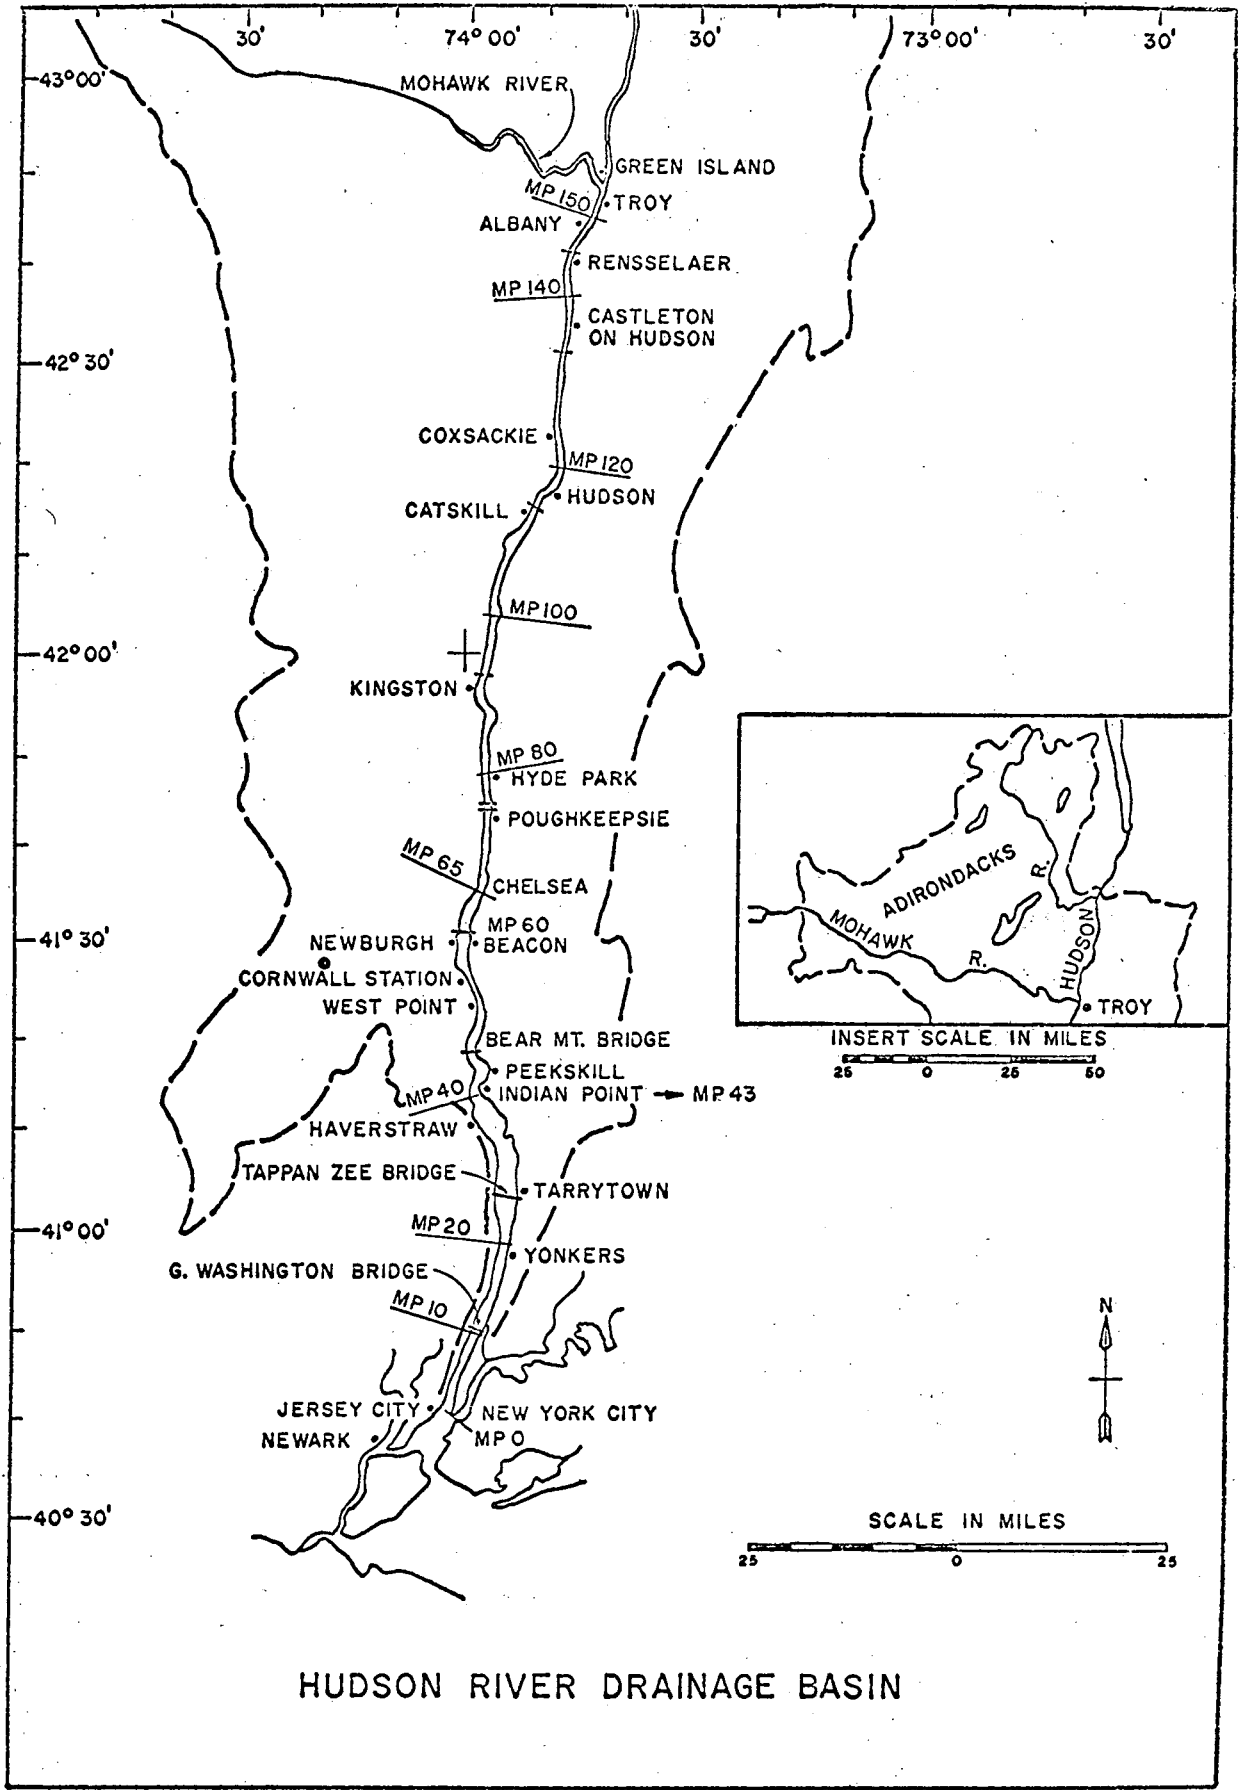 30' 74°00' 30' 73°00' 30'
43°00'
MOHAWK RIVER
GREEN ISLAND
MP 150
TROY
ALBANY
RENSSELAER
MP 140
CASTLETON
ON HUDSON
42°30'
COXSACKIE
MP 120
HUDSON
CATSKILL
MP 100
42°00'
KINGSTON
MP 80
HYDE PARK
POUGHKEEPSIE
MP 65
CHELSEA
MP 60
41°30'
NEWBURGH
BEACON
CORNWALL STATION
WEST POINT
BEAR MT. BRIDGE
PEEKSKILL
MP 40
INDIAN POINT → MP 43
HAVERSTRAW
TAPPAN ZEE BRIDGE
TARRYTOWN
MP 20
41°00'
YONKERS
G. WASHINGTON BRIDGE
MP 10
JERSEY CITY
NEW YORK CITY
NEWARK
MP 0
40°30'
ADIRONDACKS
MOHAWK R.
HUDSON R.
TROY
INSERT SCALE IN MILES
25 0 25 50
N
SCALE IN MILES
25 0 25
HUDSON RIVER DRAINAGE BASIN